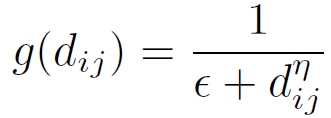 g(d_{ij}) = \frac{1}{\epsilon + d_{ij}^{\eta}}